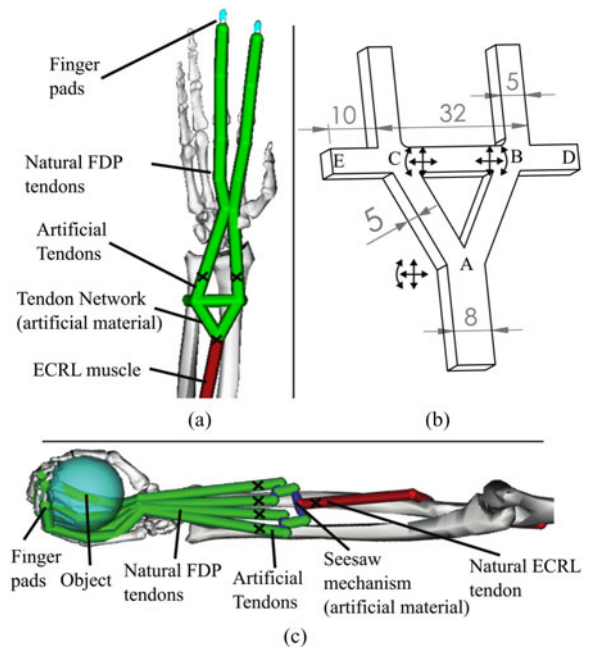 Finger
pads
Natural FDP
tendons
Artificial
Tendons
Tendon Network
(artificial material)
ECRL muscle
(a)
5
10
32
E
C
B
D
5
A
8
(b)
Finger
pads
Object
Natural FDP
tendons
Artificial
Tendons
Seesaw
mechanism
(artificial material)
Natural ECRL
tendon
(c)